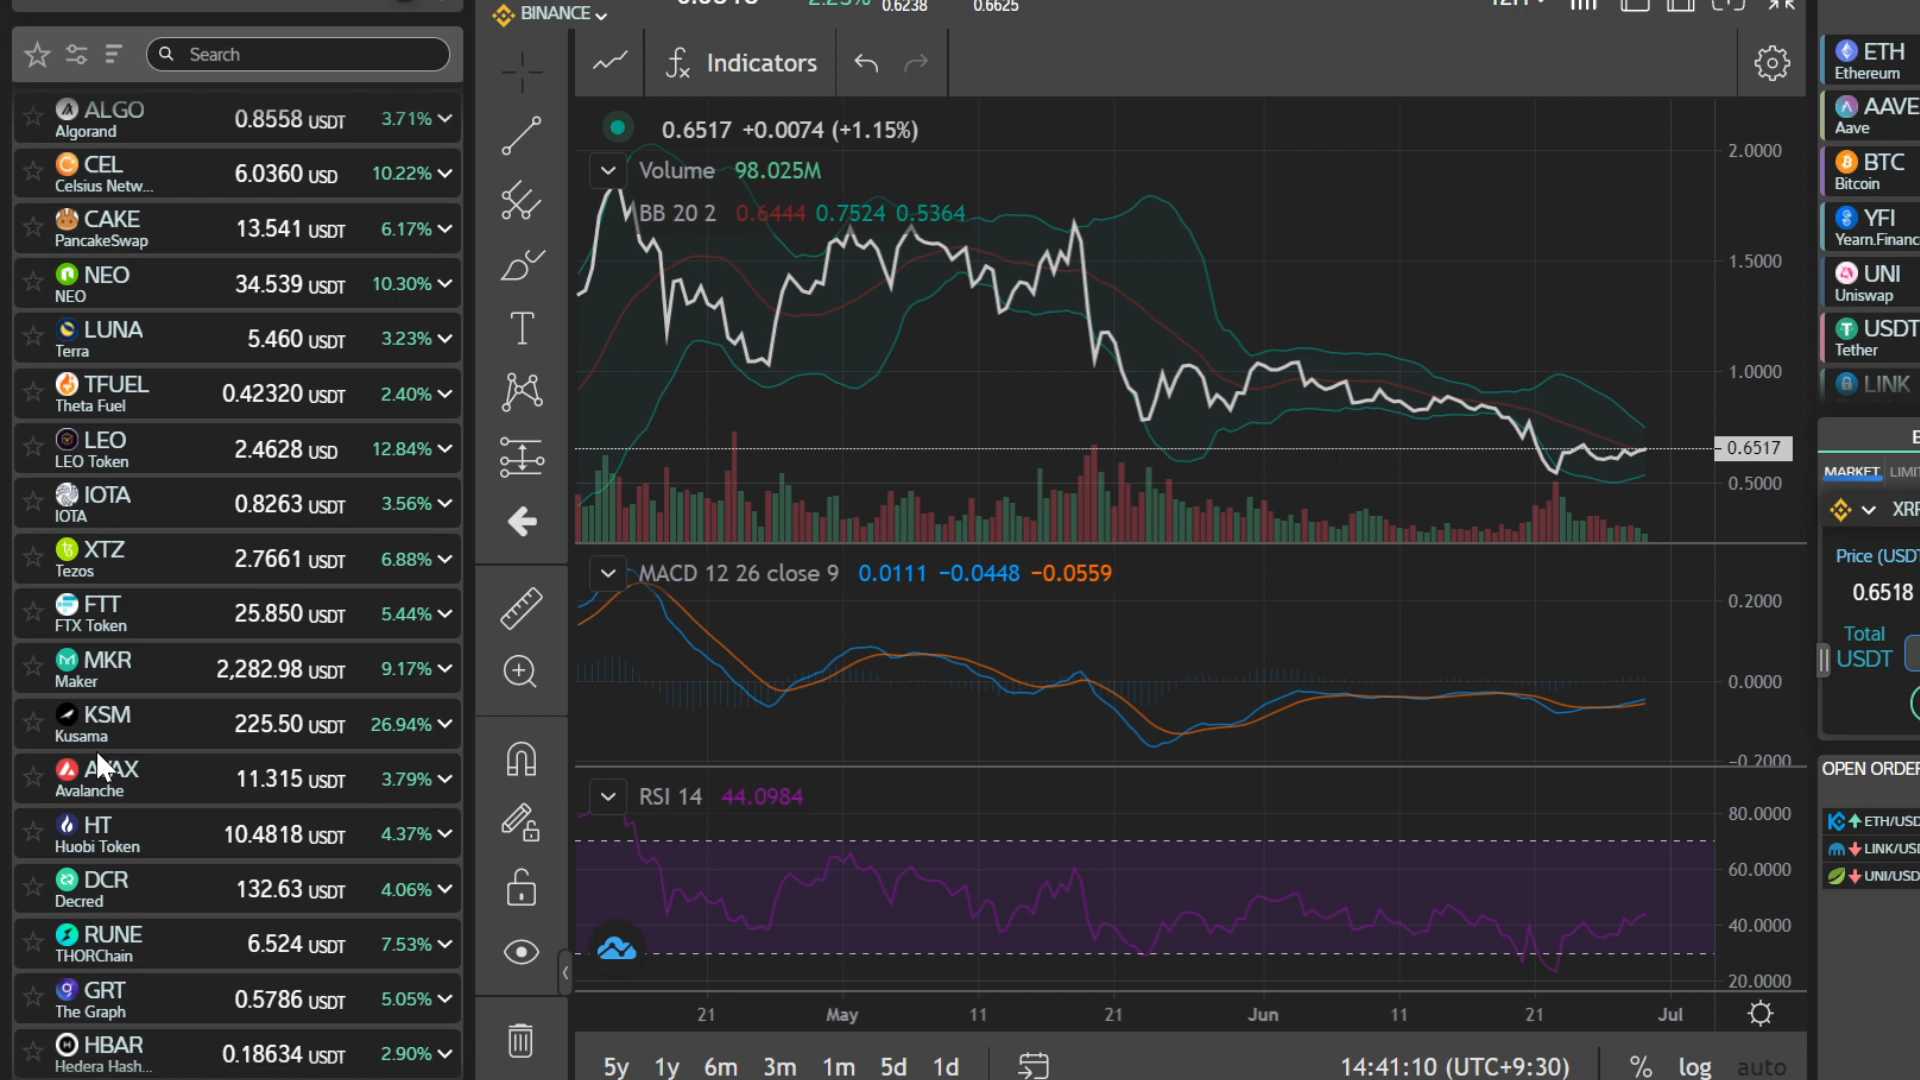 Search
ALGO
Algorand
0.8558 USDT
3.71%
CEL
Celsius Netw...
6.0360 USD
10.22%
CAKE
PancakeSwap
13.541 USDT
6.17%
NEO
NEO
34.539 USDT
10.30%
LUNA
Terra
5.460 USDT
3.23%
TFUEL
Theta Fuel
0.42320 USDT
2.40%
LEO
LEO Token
2.4628 USD
12.84%
IOTA
IOTA
0.8263 USDT
3.56%
XTZ
Tezos
2.7661 USDT
6.88%
FTT
FTX Token
25.850 USDT
5.44%
MKR
Maker
2,282.98 USDT
9.17%
KSM
Kusama
225.50 USDT
26.94%
AVAX
Avalanche
11.315 USDT
3.79%
HT
Huobi Token
10.4818 USDT
4.37%
DCR
Decred
132.63 USDT
4.06%
RUNE
THORChain
6.524 USDT
7.53%
GRT
The Graph
0.5786 USDT
5.05%
HBAR
Hedera Hash...
0.18634 USDT
2.90%
BINANCE
0.6238
0.6625
Indicators
0.6517 +0.0074 (+1.15%)
Volume 98.025M
BB 20 2 0.6444 0.7524 0.5364
2.0000
1.5000
1.0000
0.6517
0.5000
MACD 12 26 close 9 0.0111 −0.0448 −0.0559
0.2000
0.0000
−0.2000
RSI 14 44.0984
80.0000
60.0000
40.0000
20.0000
21 May 11 21 Jun 11 21 Jul
5y 1y 6m 3m 1m 5d 1d
14:41:10 (UTC+9:30)
% log auto
ETH
Ethereum
AAVE
Aave
BTC
Bitcoin
YFI
Yearn.Financ
UNI
Uniswap
USDT
Tether
LINK
MARKET LIMI
XRP
Price (USDT
0.6518
Total
USDT
OPEN ORDER
ETH/USD
LINK/USD
UNI/USD